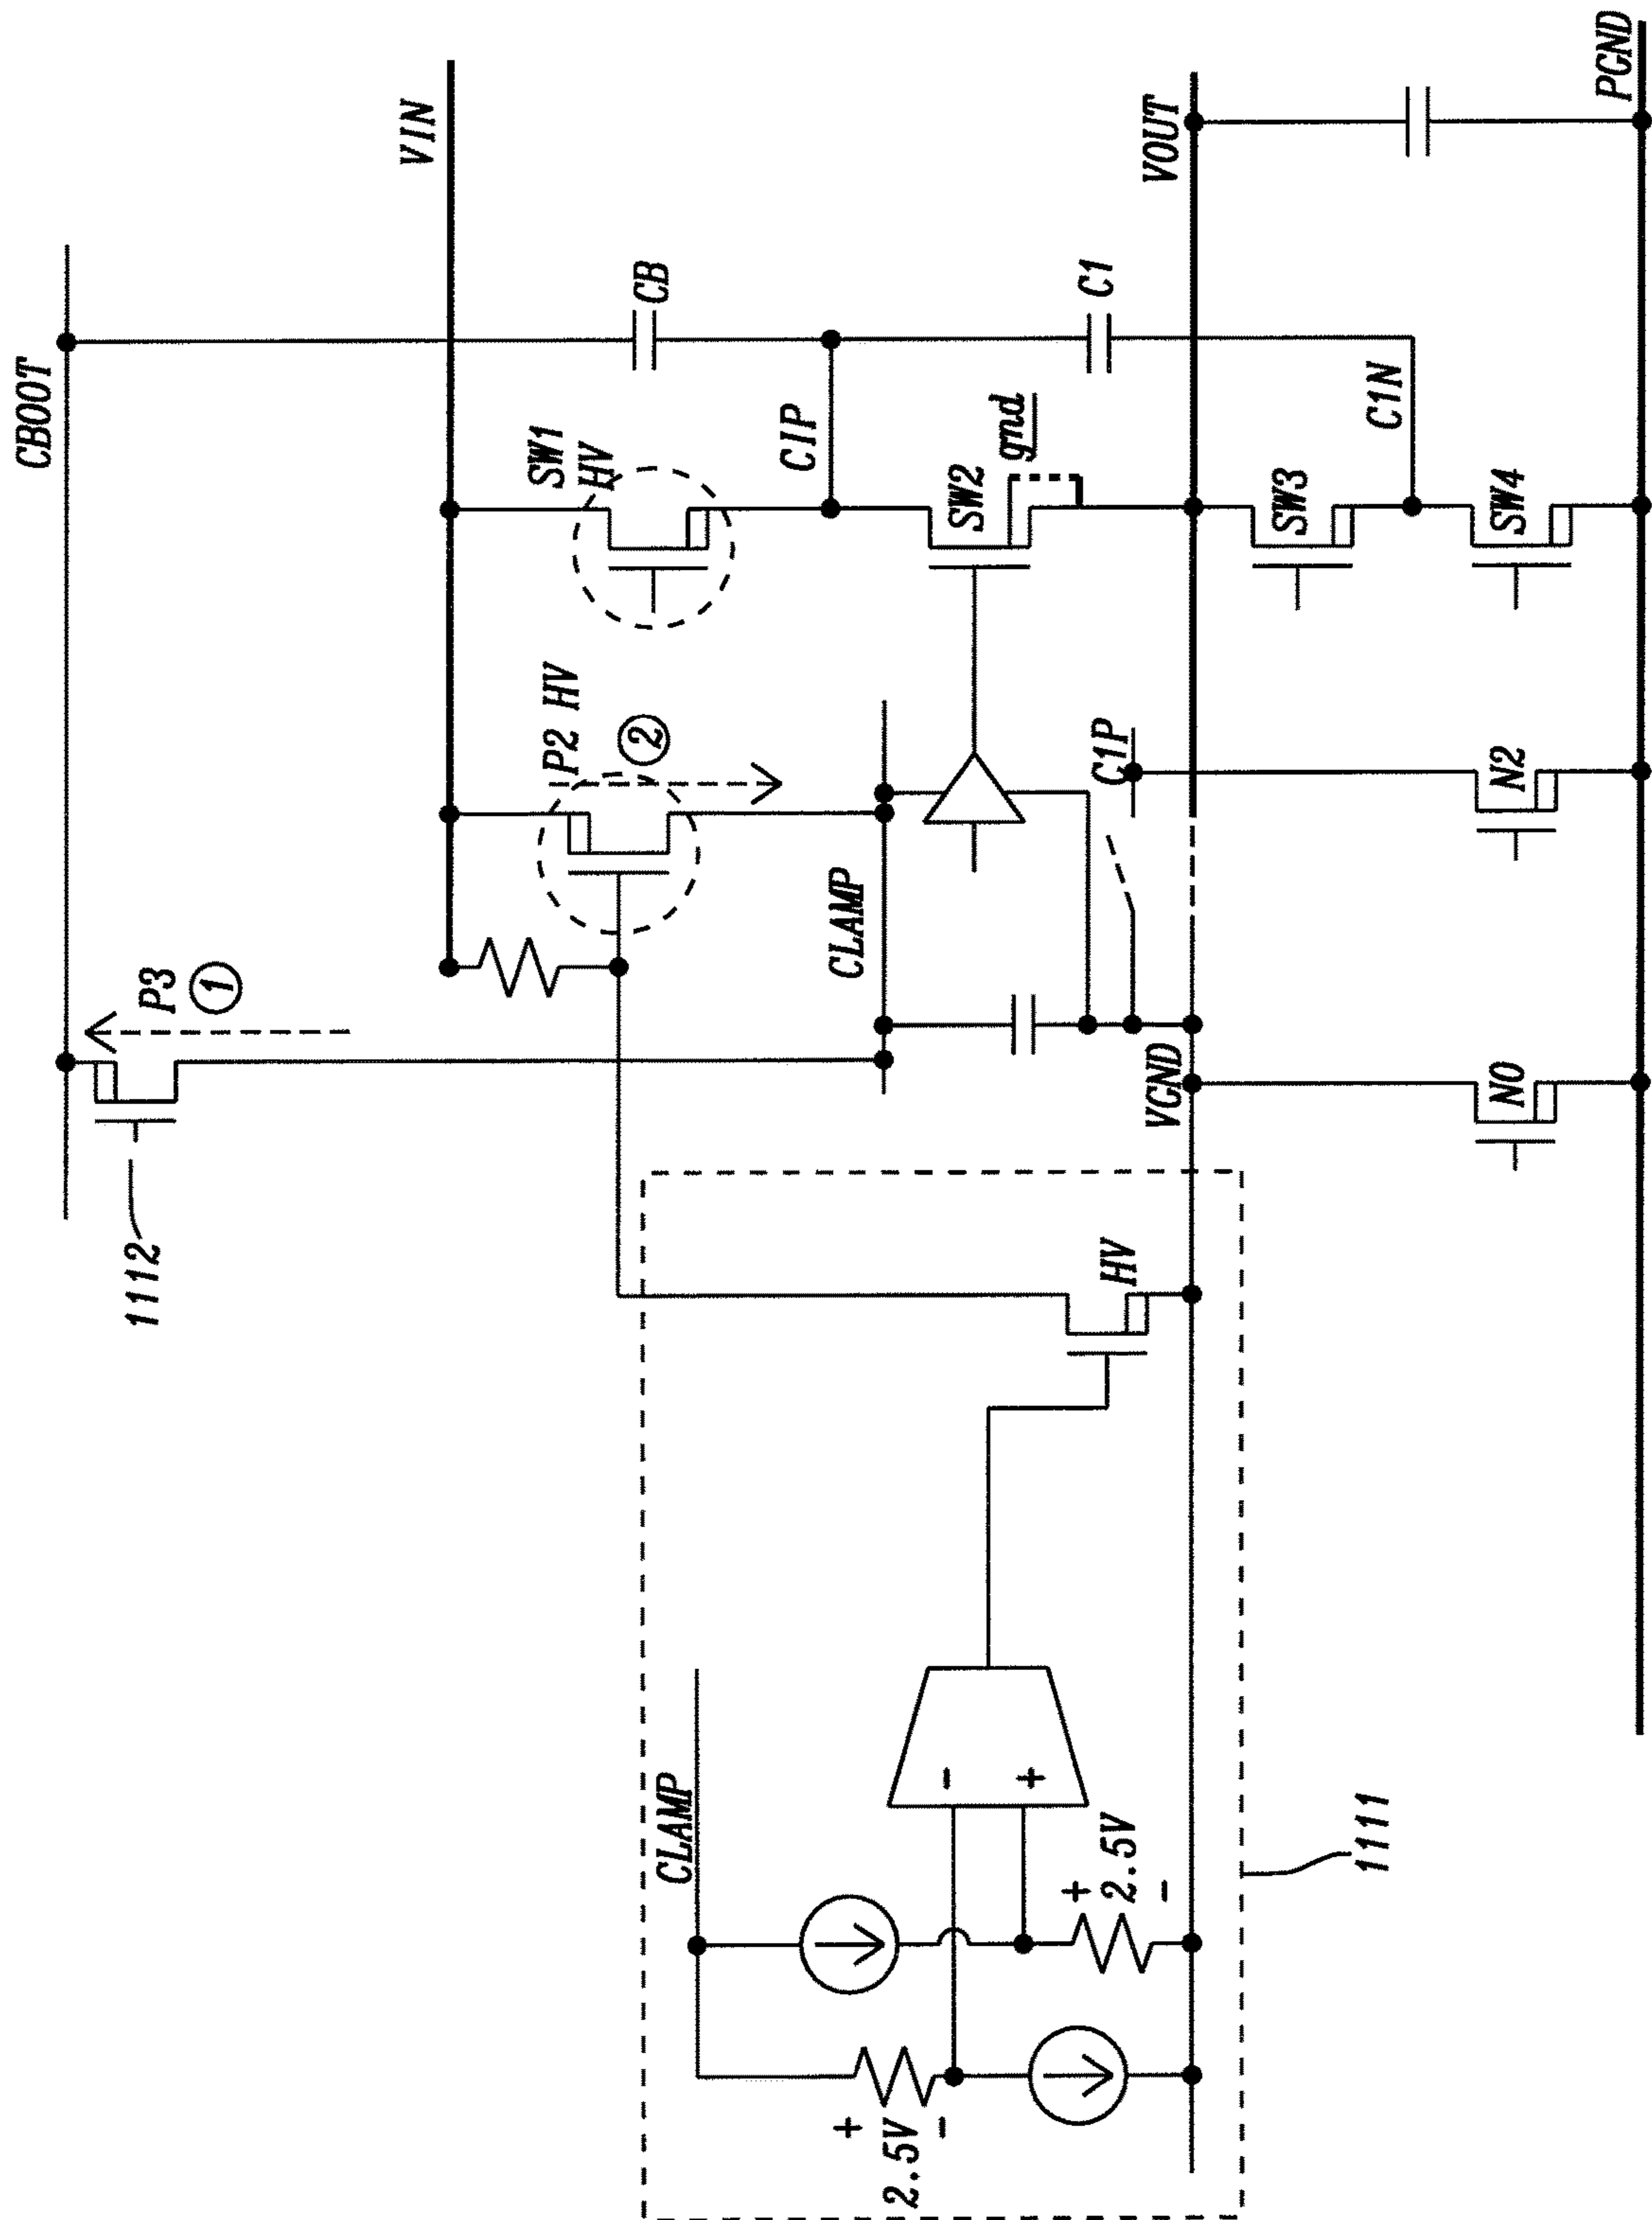 CBOOT
VIN
VOUT
PGND
CB
C1
SW1
HV
C1P
gnd
SW2
C1N
SW3
SW4
P2 HV
2
C1P
N2
P3
1
CLAMP
VGND
N0
1112
HV
CLAMP
-
+
+
2.5V
-
+
2.5V
-
1111